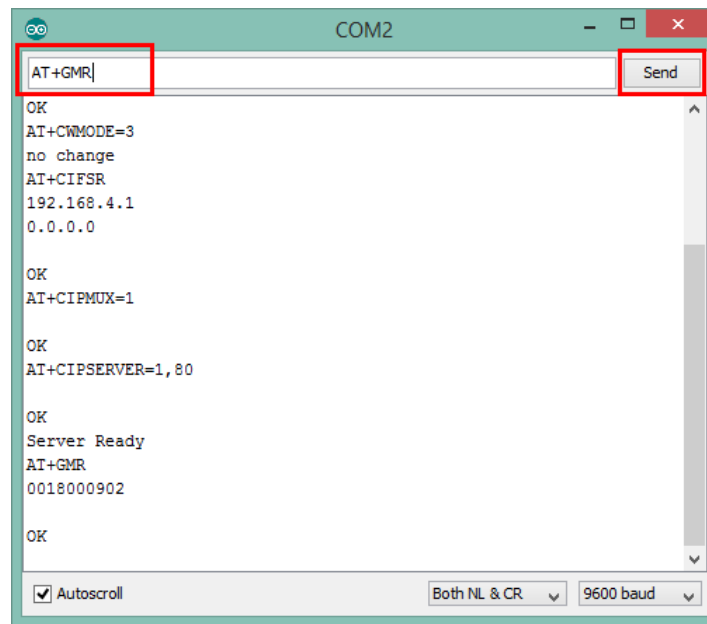 COM2
AT+GMR
Send
OK
AT+CWMODE=3
no change
AT+CIFSR
192.168.4.1
0.0.0.0
OK
AT+CIPMUX=1
OK
AT+CIPSERVER=1,80
OK
Server Ready
AT+GMR
0018000902
OK
Autoscroll
Both NL & CR
9600 baud